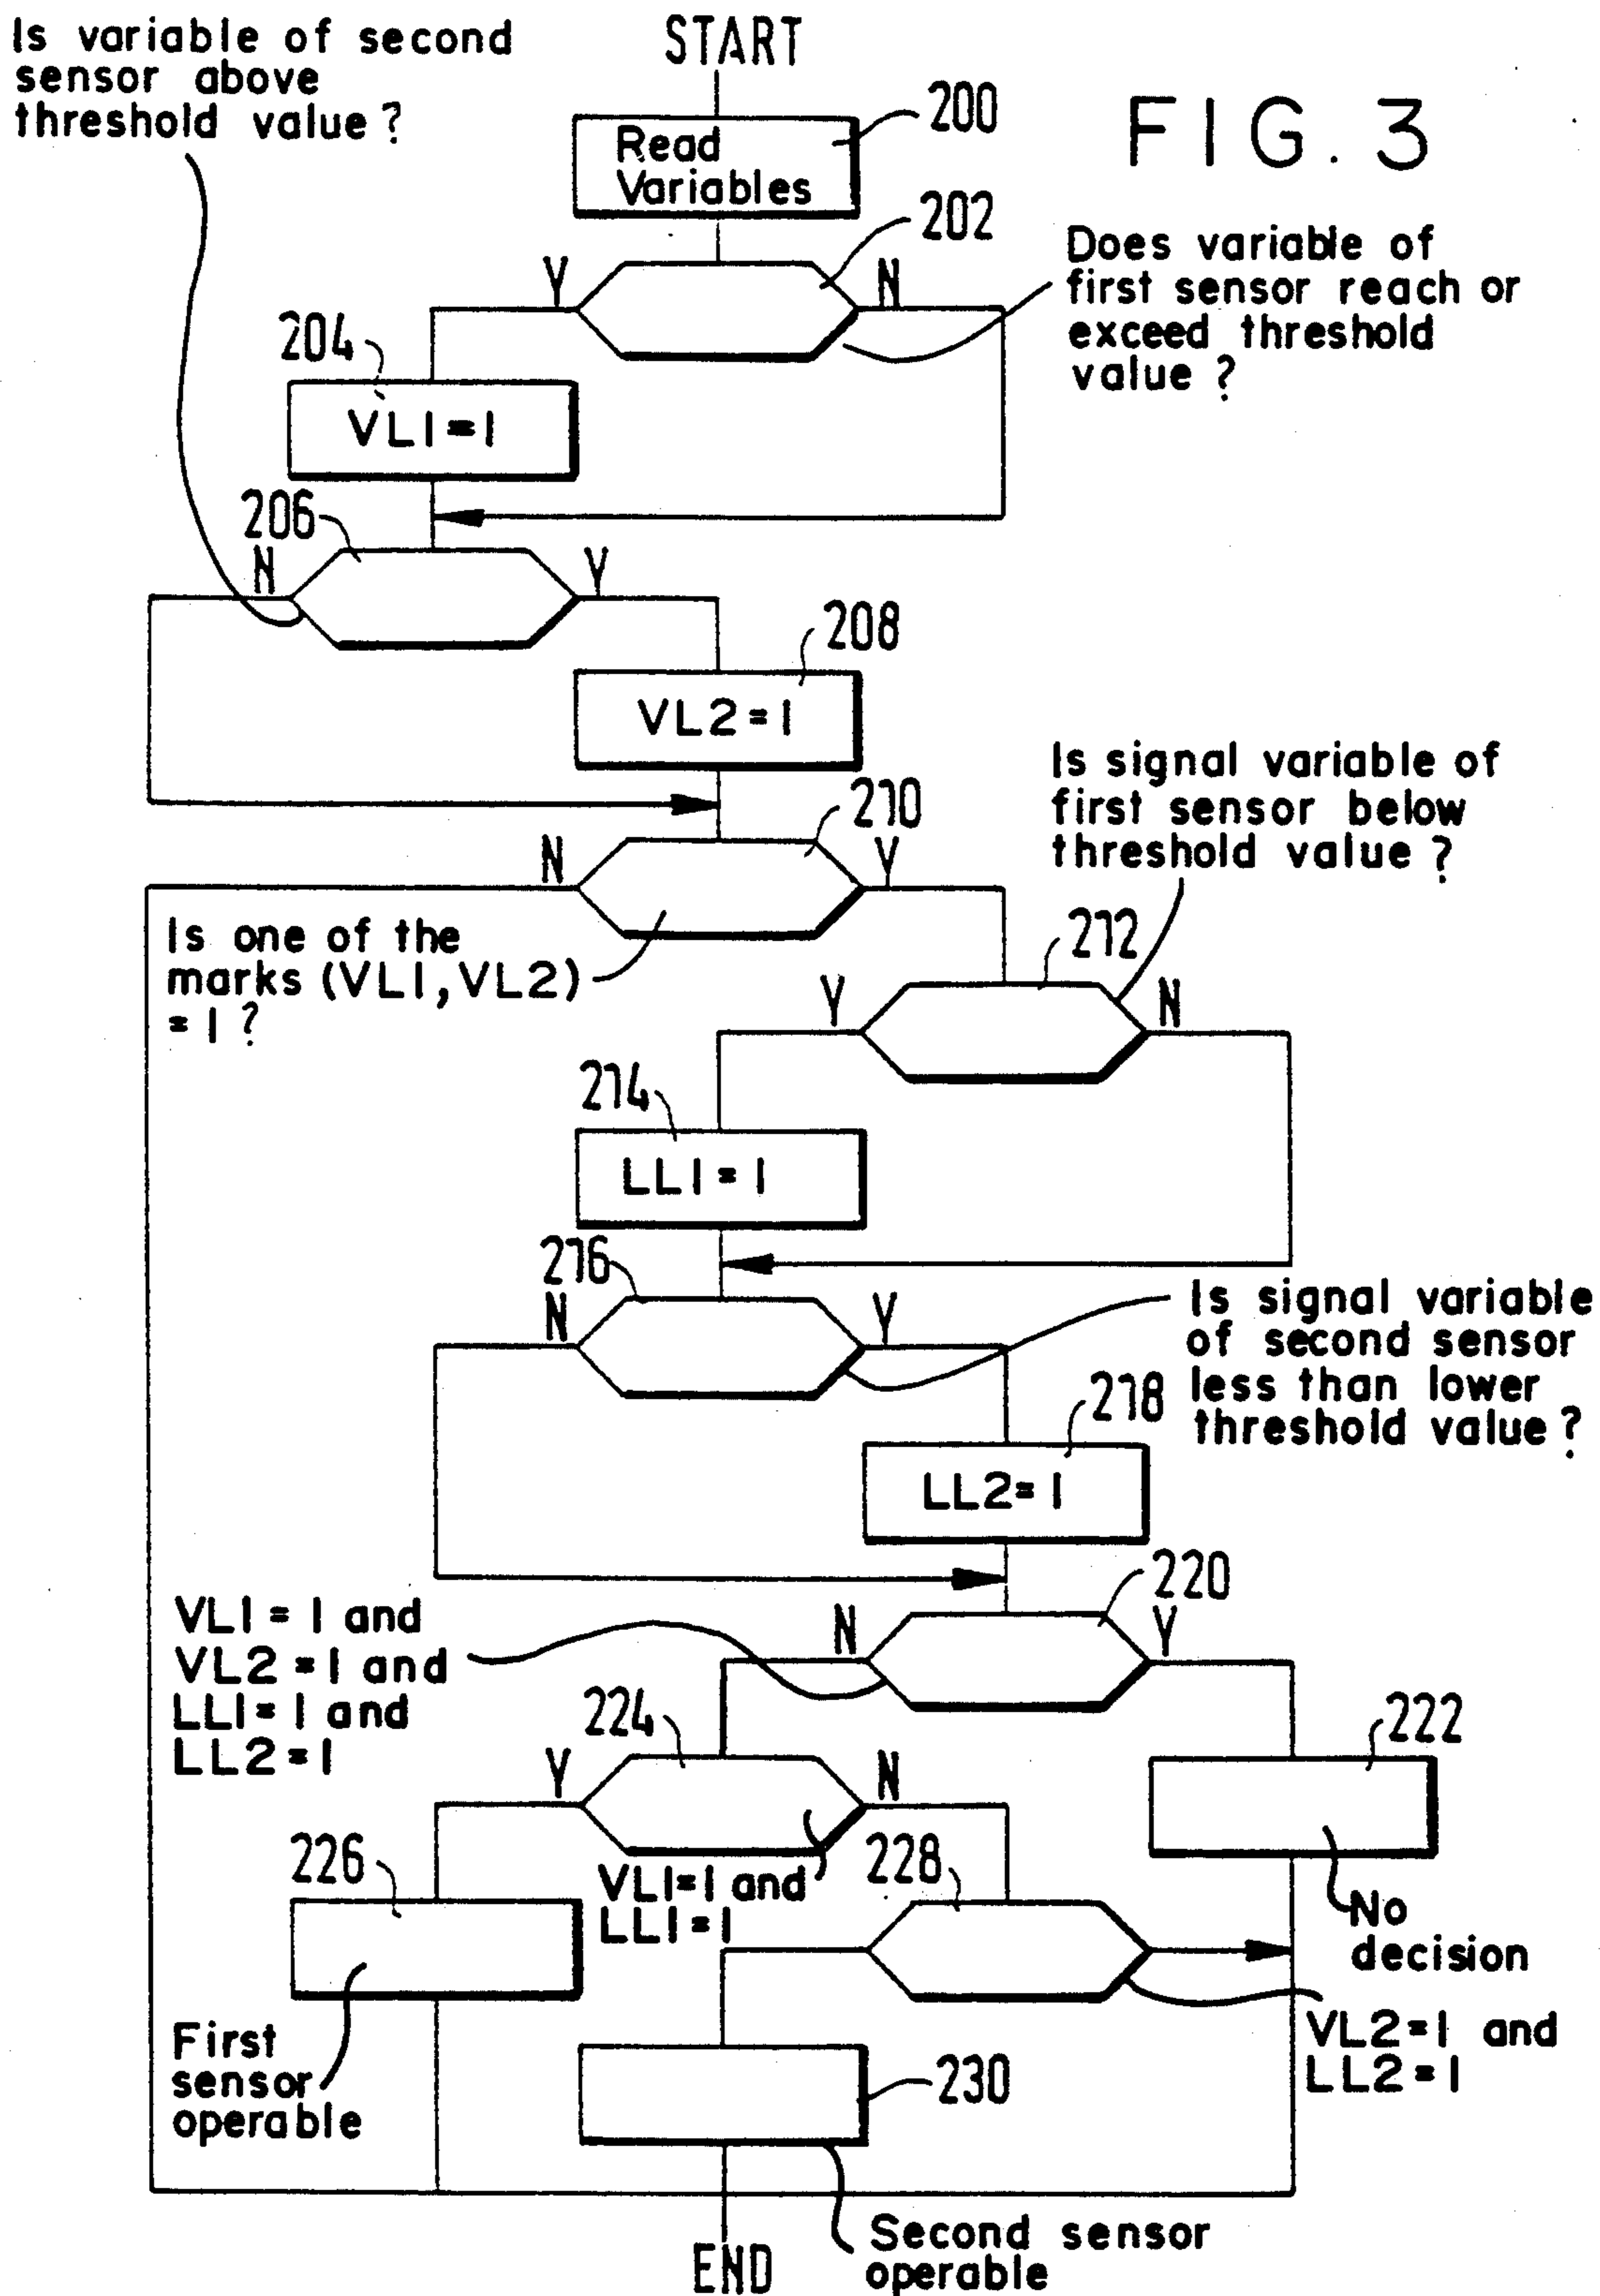 Is variable of second
sensor above
threshold value?
START
FIG. 3
200
Read
Variables
202
Y
N
Does variable of
first sensor reach or
exceed threshold
value?
204
VL1=1
206
N
Y
208
VL2=1
210
N
Y
Is signal variable of
first sensor below
threshold value?
Is one of the
marks (VL1,VL2)
=1?
212
Y
N
214
LL1=1
216
N
Y
Is signal variable
of second sensor
less than lower
threshold value?
218
LL2=1
220
N
Y
VL1=1 and
VL2=1 and
LL1=1 and
LL2=1
224
Y
N
222
226
VL1=1 and
LL1=1
228
No
decision
First
sensor
operable
VL2=1 and
LL2=1
230
Second sensor
operable
END